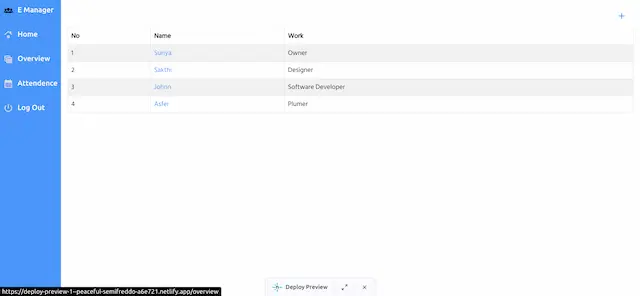 E Manager
Home
Overview
Attendence
Log Out
No Name Work
1 Suriya Owner
2 Sakthi Designer
3 Johnn Software Developer
4 Asfer Plumer
https://deploy-preview-1--peaceful-semifreddo-a6e721.netlify.app/overview
Deploy Preview